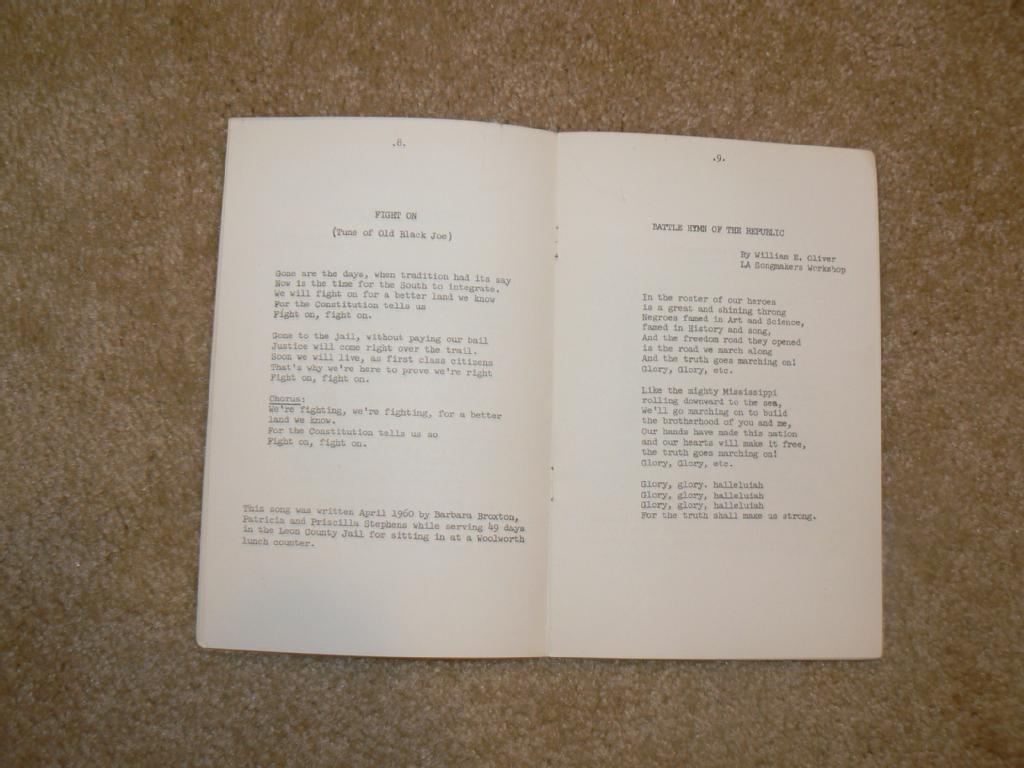 .8.
FIGHT ON
(Tune of Old Black Joe)
Gone are the days, when tradition had its say
Now is the time for the South to integrate.
We will fight on for a better land we know
For the Constitution tells us
Fight on, fight on.
Gone to the jail, without paying our bail
Justice will come right over the trail.
Soon we will live, as first class citizens
That's why we're here to prove we're right
Fight on, fight on.
Chorus:
We're fighting, we're fighting, for a better
land we know.
For the Constitution tells us so
Fight on, fight on.
This song was written April 1960 by Barbara Broxton,
Patricia and Priscilla Stephens while serving 49 days
in the Leon County Jail for sitting in at a Woolworth
lunch counter.
.9.
BATTLE HYMN OF THE REPUBLIC
By William E. Oliver
LA Songmakers Workshop
In the roster of our heroes
is a great and shining throng
Negroes famed in Art and Science,
famed in History and song,
And the freedom road they opened
is the road we march along
And the truth goes marching on!
Glory, Glory, etc.
Like the mighty Mississippi
rolling downward to the sea,
We'll go marching on to build
the brotherhood of you and me,
Our hands have made this nation
and our hearts will make it free,
the truth goes marching on!
Glory, Glory, etc.
Glory, glory. halleluiah
Glory, glory, halleluiah
Glory, glory, halleluiah
For the truth shall make us strong.